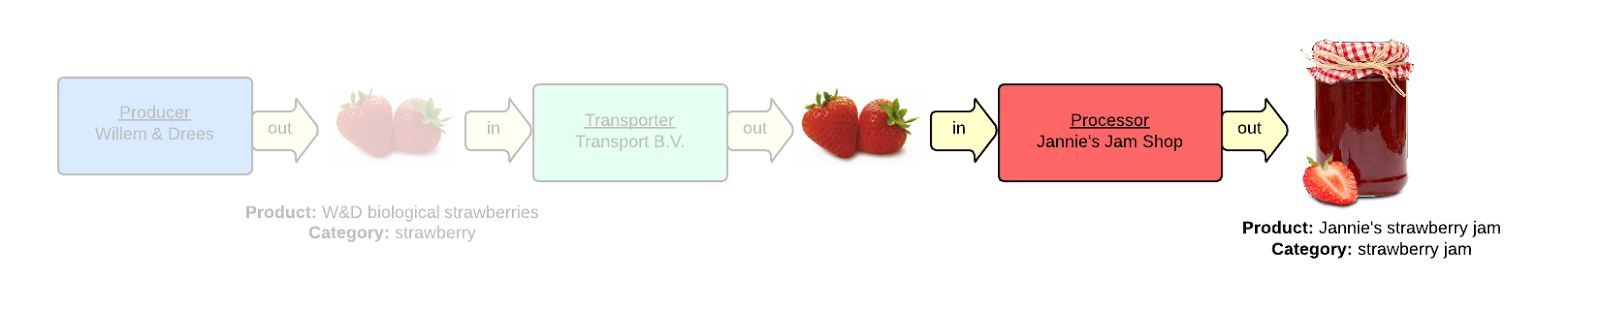 Producer
Willem & Drees
out
in
Transporter
Transport B.V.
out
in
Processor
Jannie's Jam Shop
out
Product: W&D biological strawberries
Category: strawberry
Product: Jannie's strawberry jam
Category: strawberry jam